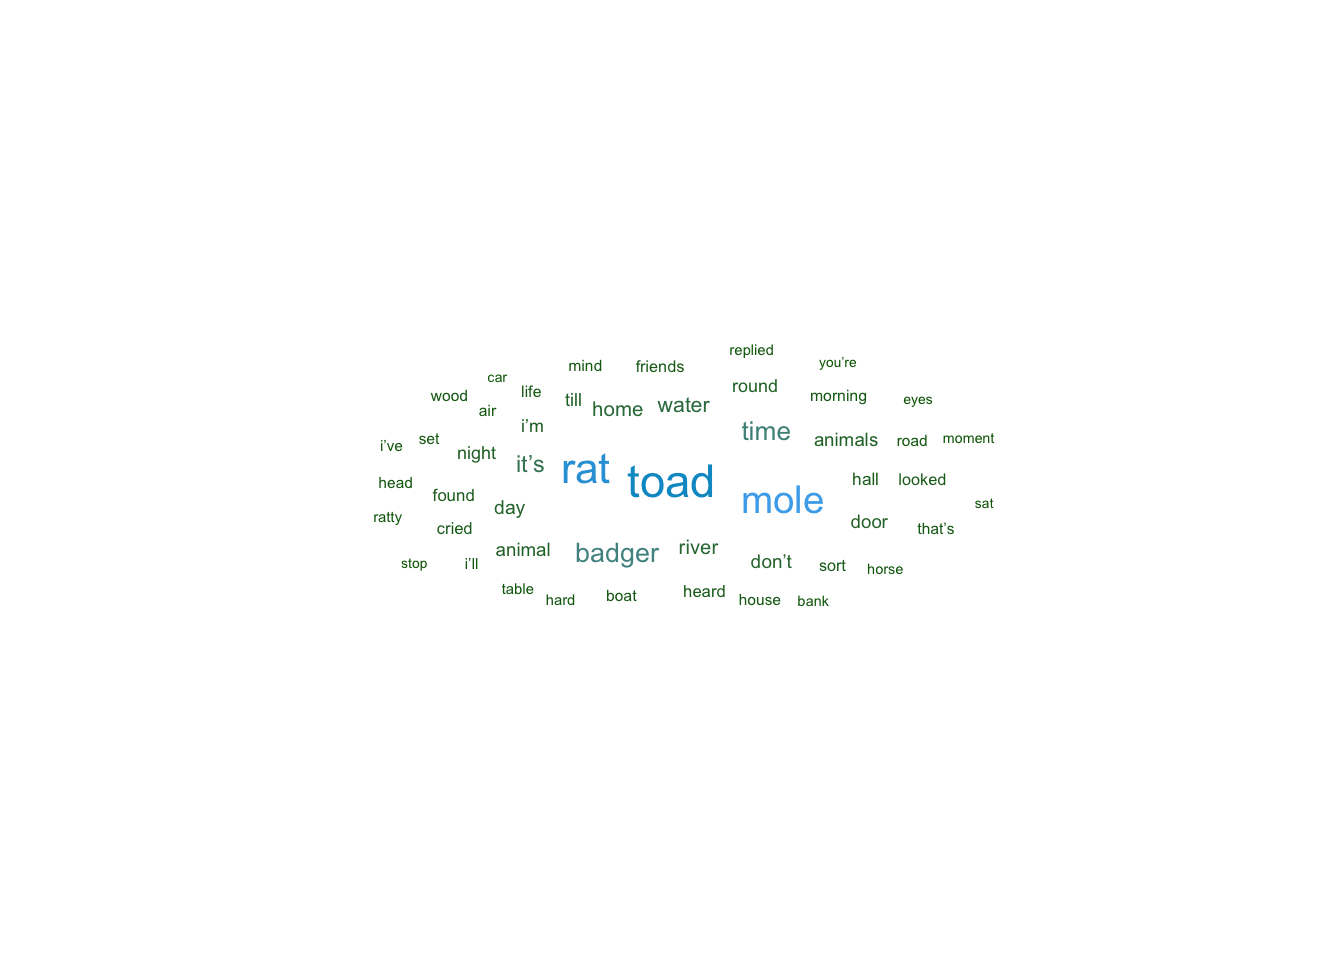 replied
you’re
mind
friends
car
wood
life
round
morning
eyes
air
till
home
water
i’m
time
animals
road
moment
i’ve
set
night
it’s
rat
toad
mole
hall
looked
head
found
day
sat
ratty
cried
door
that’s
animal
badger
river
don’t
stop
i’ll
sort
horse
table
hard
boat
heard
house
bank